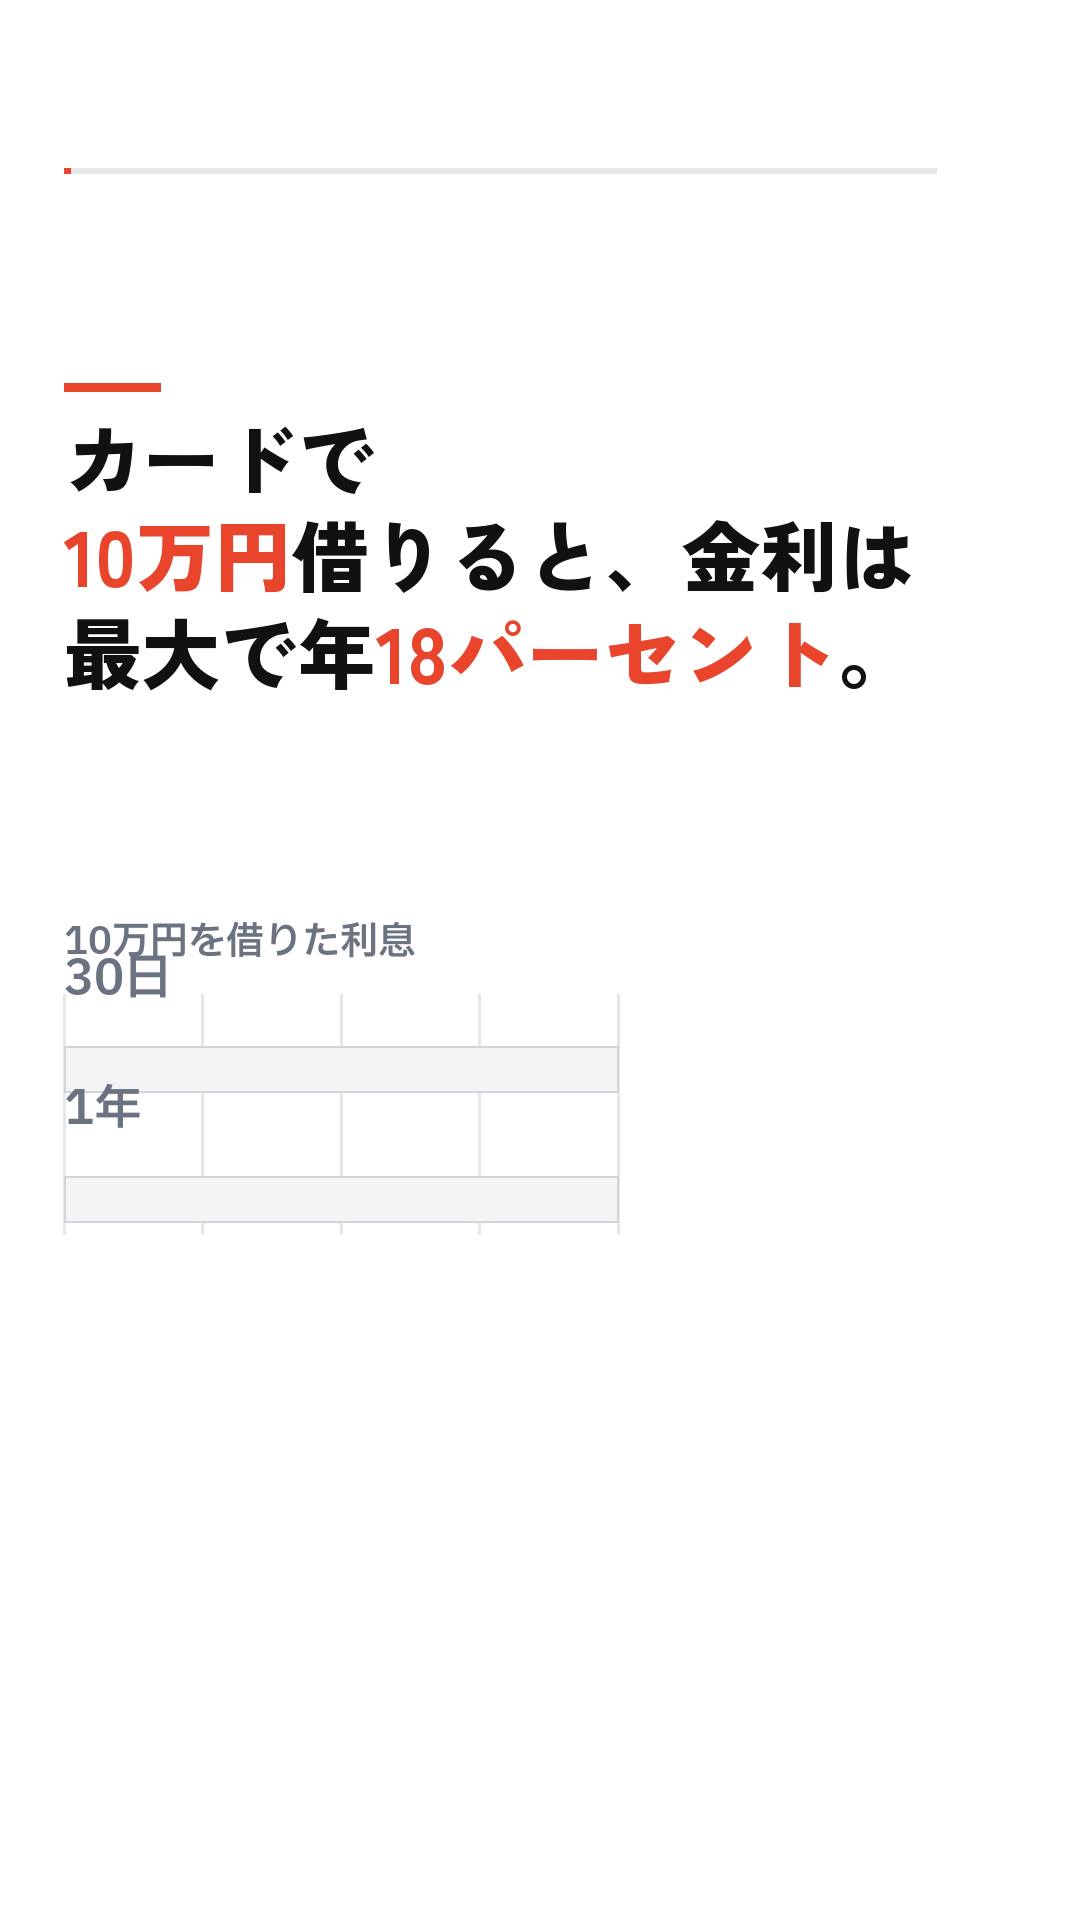 カードで
10万円借りると、金利は
最大で年18パーセント。
10万円を借りた利息
30日
1年